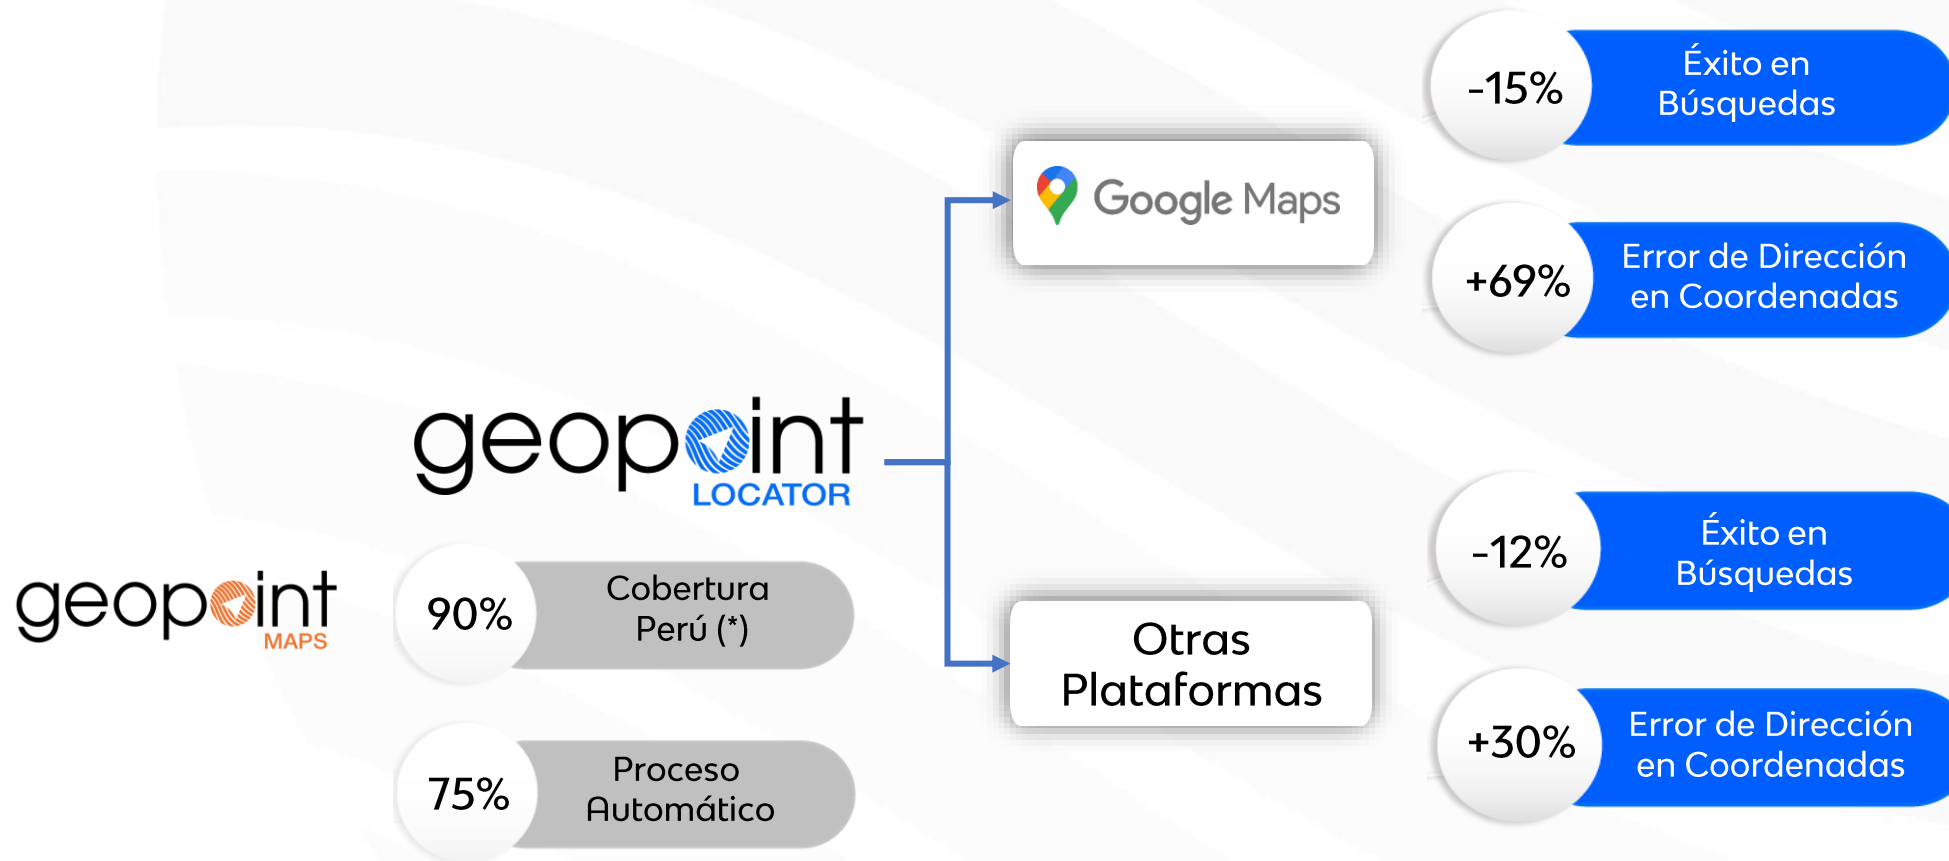 -15%
Éxito en
Búsquedas
Google Maps
+69%
Error de Dirección
en Coordenadas
geopoint
LOCATOR
geopoint
MAPS
90%
Cobertura
Perú (*)
75%
Proceso
Automático
Otras
Plataformas
-12%
Éxito en
Búsquedas
+30%
Error de Dirección
en Coordenadas